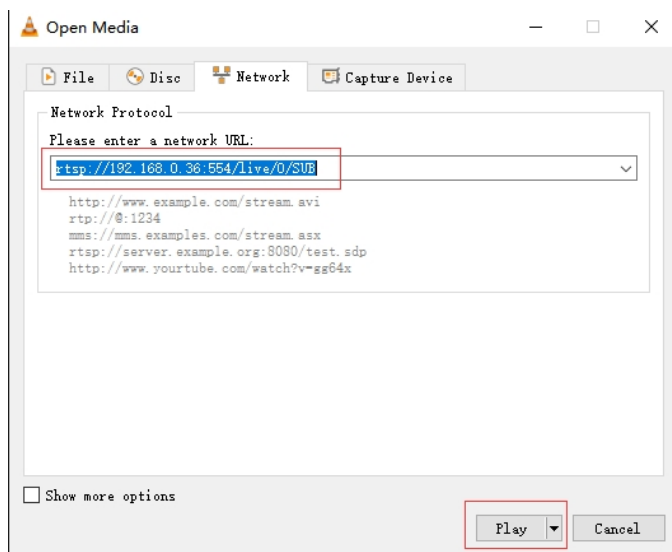 Open Media
File Disc Network Capture Device
Network Protocol
Please enter a network URL:
rtsp://192.168.0.36:554/live/0/SUB
http://www.example.com/stream.avi
rtp://@:1234
mms://mms.examples.com/stream.asx
rtsp://server.example.org:8080/test.sdp
http://www.yourtube.com/watch?v=gg64x
Show more options
Play Cancel